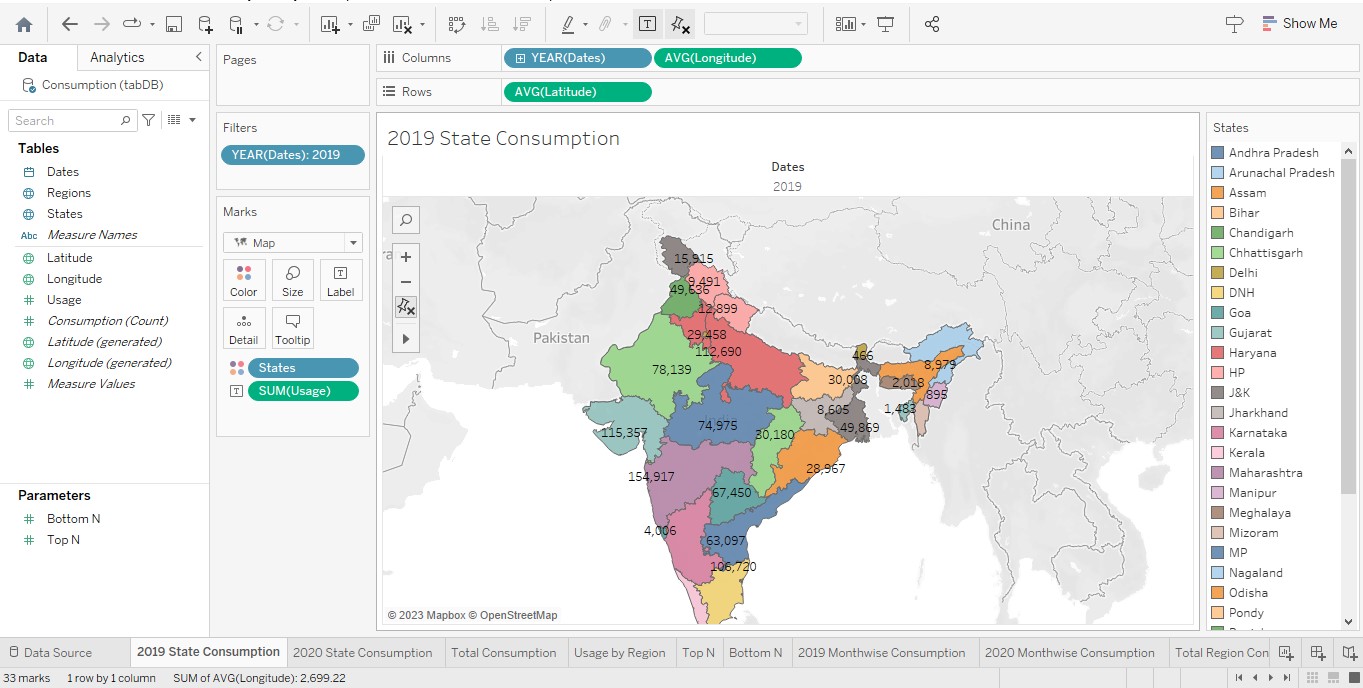 Show Me
Data
Analytics
Consumption (tabDB)
Search
Tables
Dates
Regions
States
Abc Measure Names
Latitude
Longitude
Usage
Consumption (Count)
Latitude (generated)
Longitude (generated)
Measure Values
Parameters
Bottom N
Top N
Pages
Filters
YEAR(Dates): 2019
Marks
Map
Color
Size
Label
Detail
Tooltip
States
SUM(Usage)
Columns
YEAR(Dates)
AVG(Longitude)
Rows
AVG(Latitude)
2019 State Consumption
Dates
2019
China
Pakistan
15,915
9,491
49,636
12,899
29,458
112,690
78,139
466
8,979
30,008
2,018
895
8,605
1,483
49,869
115,357
74,975
30,180
28,967
154,917
67,450
4,006
63,097
106,720
© 2023 Mapbox © OpenStreetMap
States
Andhra Pradesh
Arunachal Pradesh
Assam
Bihar
Chandigarh
Chhattisgarh
Delhi
DNH
Goa
Gujarat
Haryana
HP
J&K
Jharkhand
Karnataka
Kerala
Maharashtra
Manipur
Meghalaya
Mizoram
MP
Nagaland
Odisha
Pondy
Data Source
2019 State Consumption
2020 State Consumption
Total Consumption
Usage by Region
Top N
Bottom N
2019 Monthwise Consumption
2020 Monthwise Consumption
Total Region Con
33 marks
1 row by 1 column
SUM of AVG(Longitude): 2,699.22